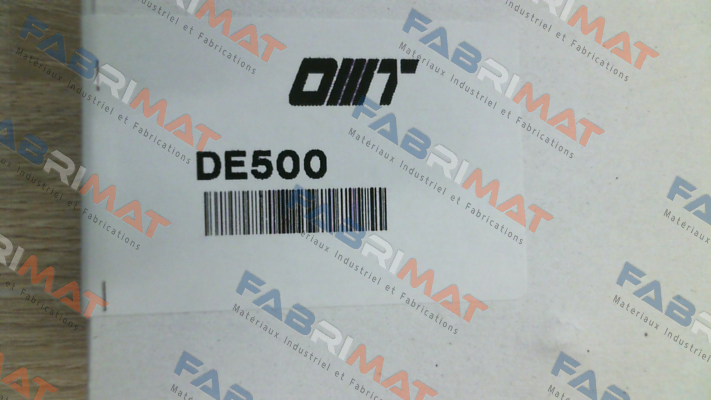 OMT
DE500
FABRIMAT
Matériaux Industriel et Fabrications